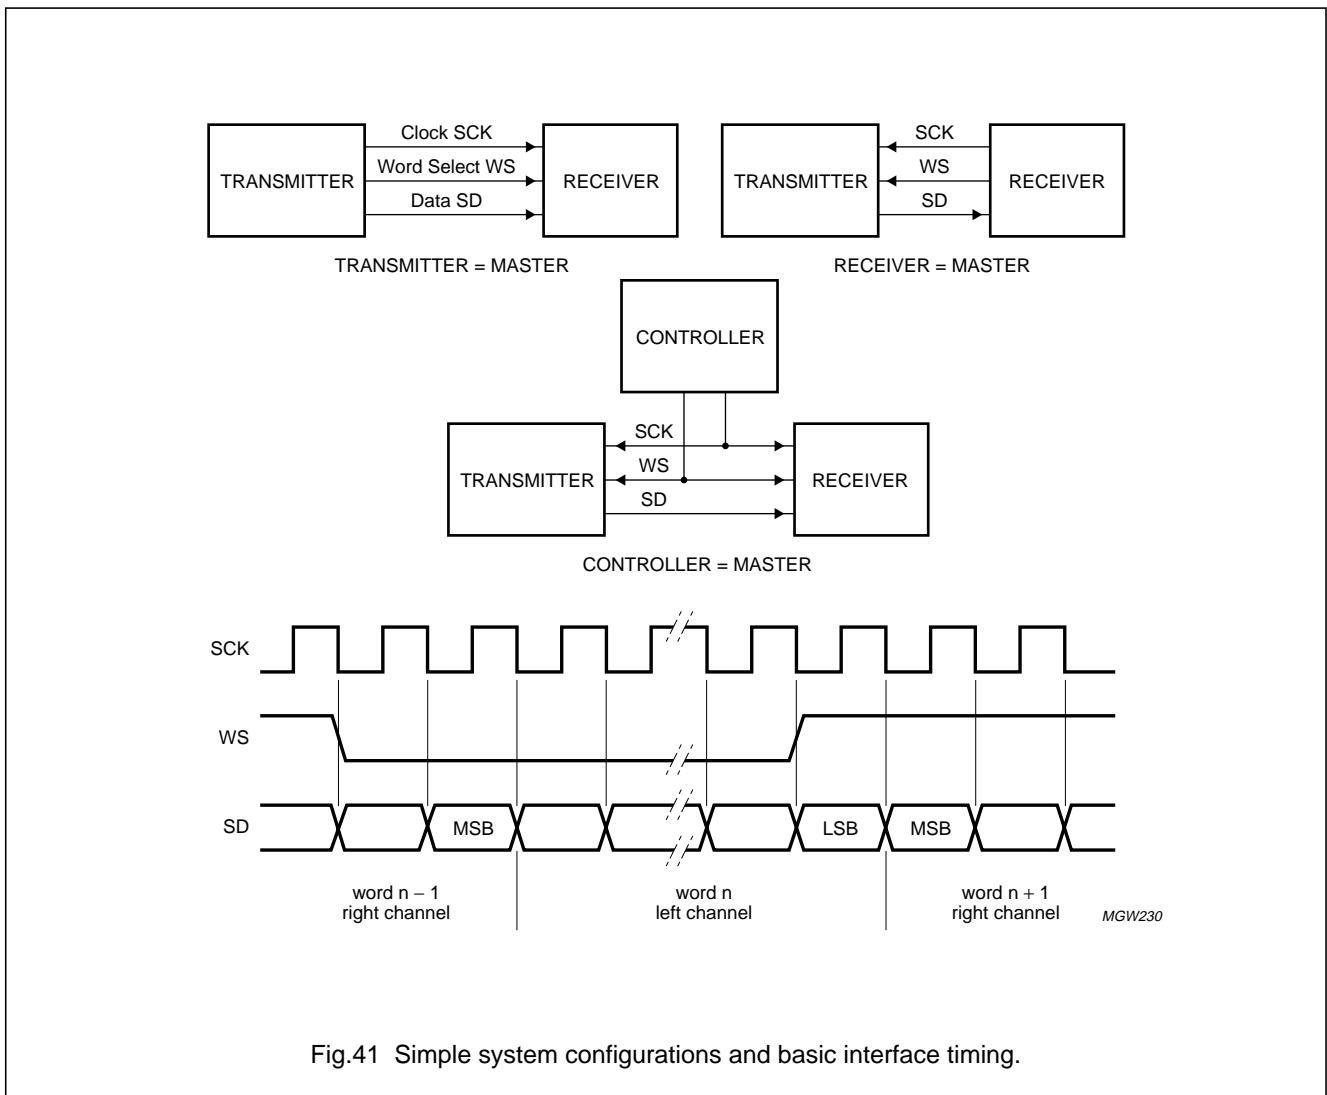 Clock SCK
Word Select WS
Data SD
TRANSMITTER
RECEIVER
TRANSMITTER = MASTER
SCK
WS
SD
TRANSMITTER
RECEIVER
RECEIVER = MASTER
CONTROLLER
SCK
WS
SD
TRANSMITTER
RECEIVER
CONTROLLER = MASTER
SCK
WS
SD
MSB
LSB
MSB
word n − 1
right channel
word n
left channel
word n + 1
right channel
MGW230
Fig.41 Simple system configurations and basic interface timing.